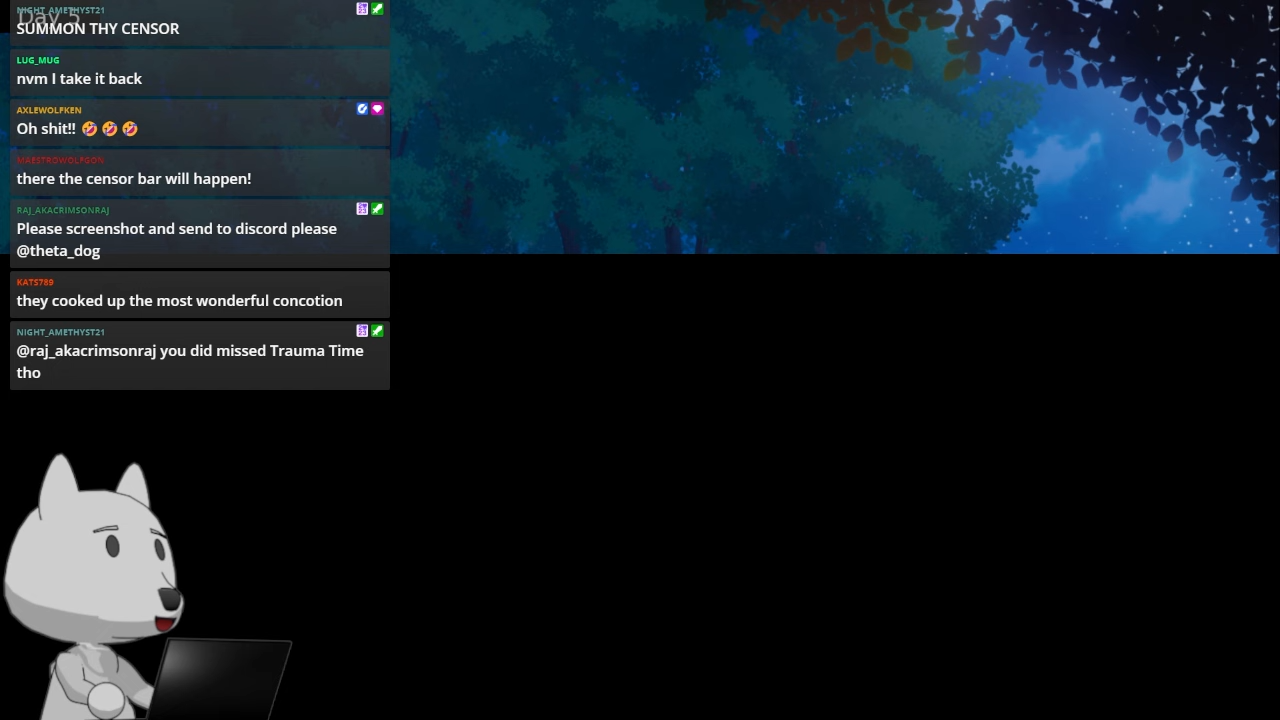 Day 5
NIGHT_AMETHYST21
SUMMON THY CENSOR
LUG_MUG
nvm I take it back
AXLEWOLFKEN
Oh shit!! 🤣 🤣 🤣
MAESTROWOLFGON
there the censor bar will happen!
RAJ_AKACRIMSONRAJ
Please screenshot and send to discord please
@theta_dog
KATS789
they cooked up the most wonderful concotion
NIGHT_AMETHYST21
@raj_akacrimsonraj you did missed Trauma Time
tho